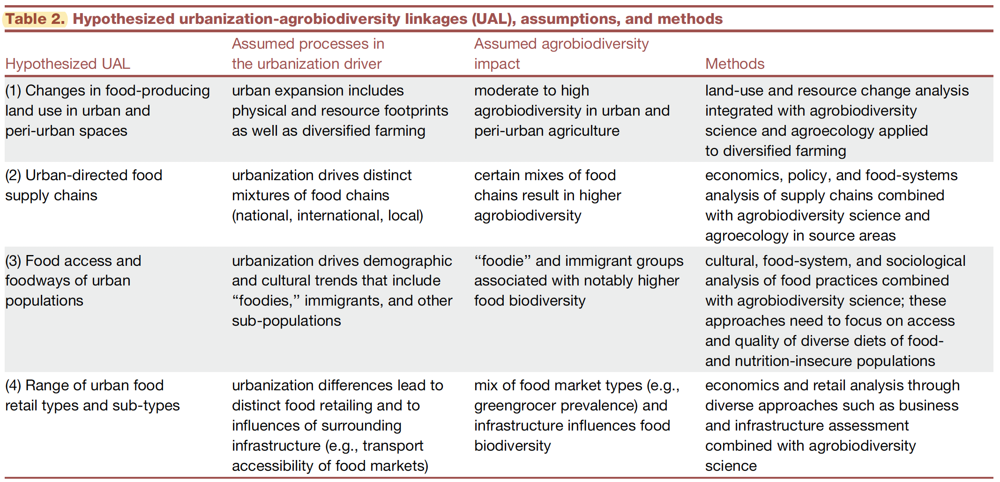 Table 2. Hypothesized urbanization-agrobiodiversity linkages (UAL), assumptions, and methods
Hypothesized UAL
Assumed processes in
the urbanization driver
Assumed agrobiodiversity
impact
Methods
(1) Changes in food-producing
land use in urban and
peri-urban spaces
urban expansion includes
physical and resource footprints
as well as diversified farming
moderate to high
agrobiodiversity in urban and
peri-urban agriculture
land-use and resource change analysis
integrated with agrobiodiversity
science and agroecology applied
to diversified farming
(2) Urban-directed food
supply chains
urbanization drives distinct
mixtures of food chains
(national, international, local)
certain mixes of food
chains result in higher
agrobiodiversity
economics, policy, and food-systems
analysis of supply chains combined
with agrobiodiversity science and
agroecology in source areas
(3) Food access and
foodways of urban
populations
urbanization drives demographic
and cultural trends that include
“foodies,” immigrants, and other
sub-populations
“foodie” and immigrant groups
associated with notably higher
food biodiversity
cultural, food-system, and sociological
analysis of food practices combined
with agrobiodiversity science; these
approaches need to focus on access
and quality of diverse diets of food-
and nutrition-insecure populations
(4) Range of urban food
retail types and sub-types
urbanization differences lead to
distinct food retailing and to
influences of surrounding
infrastructure (e.g., transport
accessibility of food markets)
mix of food market types (e.g.,
greengrocer prevalence) and
infrastructure influences food
biodiversity
economics and retail analysis through
diverse approaches such as business
and infrastructure assessment
combined with agrobiodiversity
science